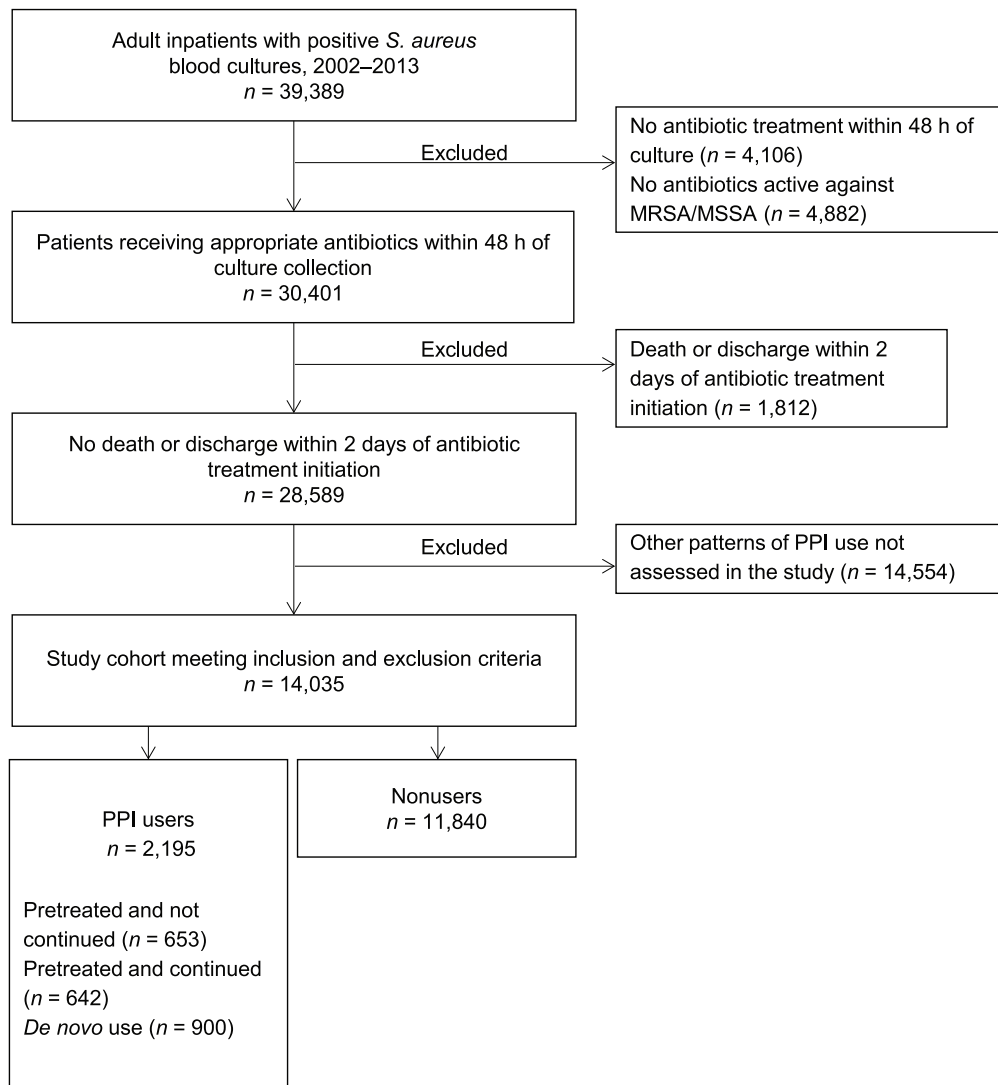 Adult inpatients with positive S. aureus
blood cultures, 2002–2013
n = 39,389
Excluded
No antibiotic treatment within 48 h of
culture (n = 4,106)
No antibiotics active against
MRSA/MSSA (n = 4,882)
Patients receiving appropriate antibiotics within 48 h of
culture collection
n = 30,401
Excluded
Death or discharge within 2
days of antibiotic treatment
initiation (n = 1,812)
No death or discharge within 2 days of antibiotic
treatment initiation
n = 28,589
Excluded
Other patterns of PPI use not
assessed in the study (n = 14,554)
Study cohort meeting inclusion and exclusion criteria
n = 14,035
PPI users
n = 2,195
Pretreated and not
continued (n = 653)
Pretreated and continued
(n = 642)
De novo use (n = 900)
Nonusers
n = 11,840